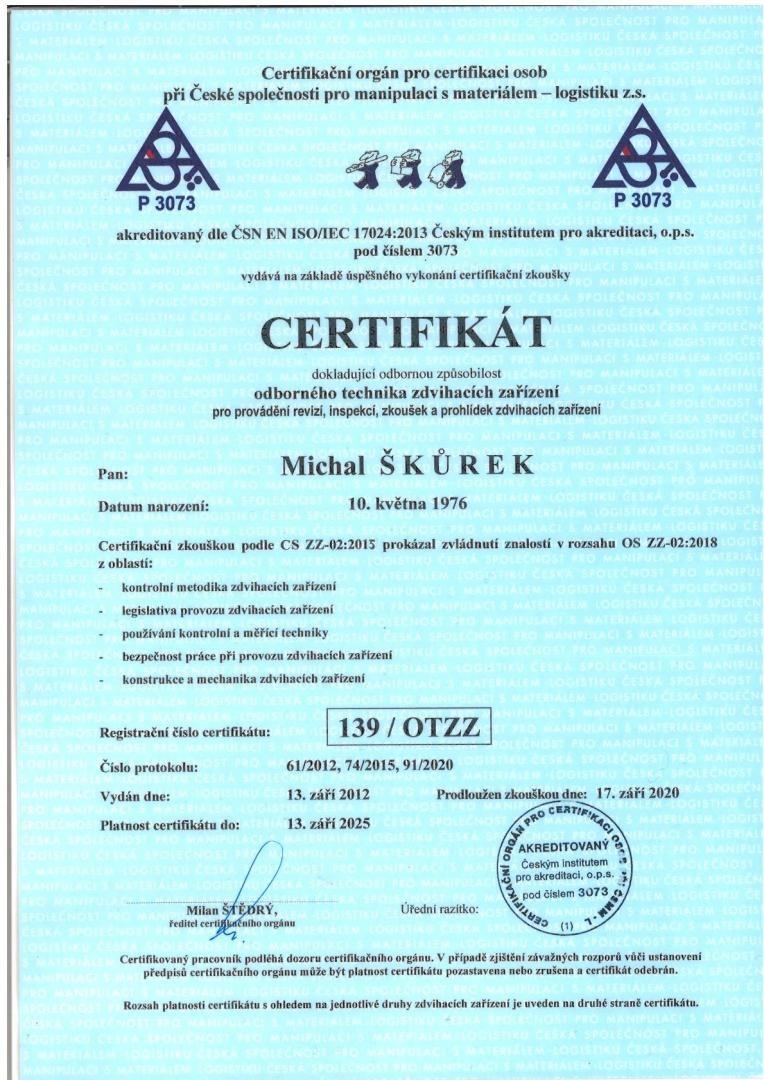 Certifikační orgán pro certifikaci osob
při České společnosti pro manipulaci s materiálem – logistiku z.s.
P 3073
P 3073
akreditovaný dle ČSN EN ISO/IEC 17024:2013 Českým institutem pro akreditaci, o.p.s.
pod číslem 3073
vydává na základě úspěšného vykonání certifikační zkoušky
CERTIFIKÁT
dokladující odbornou způsobilost
odborného technika zdvihacích zařízení
pro provádění revizí, inspekcí, zkoušek a prohlídek zdvihacích zařízení
Pan: Michal ŠKŮREK
Datum narození: 10. května 1976
Certifikační zkouškou podle CS ZZ-02:2015 prokázal zvládnutí znalostí v rozsahu OS ZZ-02:2018
z oblastí:
- kontrolní metodika zdvihacích zařízení
- legislativa provozu zdvihacích zařízení
- používání kontrolní a měřící techniky
- bezpečnost práce při provozu zdvihacích zařízení
- konstrukce a mechanika zdvihacích zařízení
Registrační číslo certifikátu: 139 / OTZZ
Číslo protokolu: 61/2012, 74/2015, 91/2020
Vydán dne: 13. září 2012 Prodloužen zkouškou dne: 17. září 2020
Platnost certifikátu do: 13. září 2025
CERTIFIKAČNÍ ORGÁN PRO CERTIFIKACI OSOB PŘI ČSMM - L
AKREDITOVANÝ
Českým institutem
pro akreditaci, o.p.s.
pod číslem 3073
(1)
Milan ŠTĚDRÝ,
ředitel certifikačního orgánu
Úřední razítko:
Certifikovaný pracovník podléhá dozoru certifikačního orgánu. V případě zjištění závažných rozporů vůči ustanovení
předpisů certifikačního orgánu může být platnost certifikátu pozastavena nebo zrušena a certifikát odebrán.
Rozsah platnosti certifikátu s ohledem na jednotlivé druhy zdvihacích zařízení je uveden na druhé straně certifikátu.